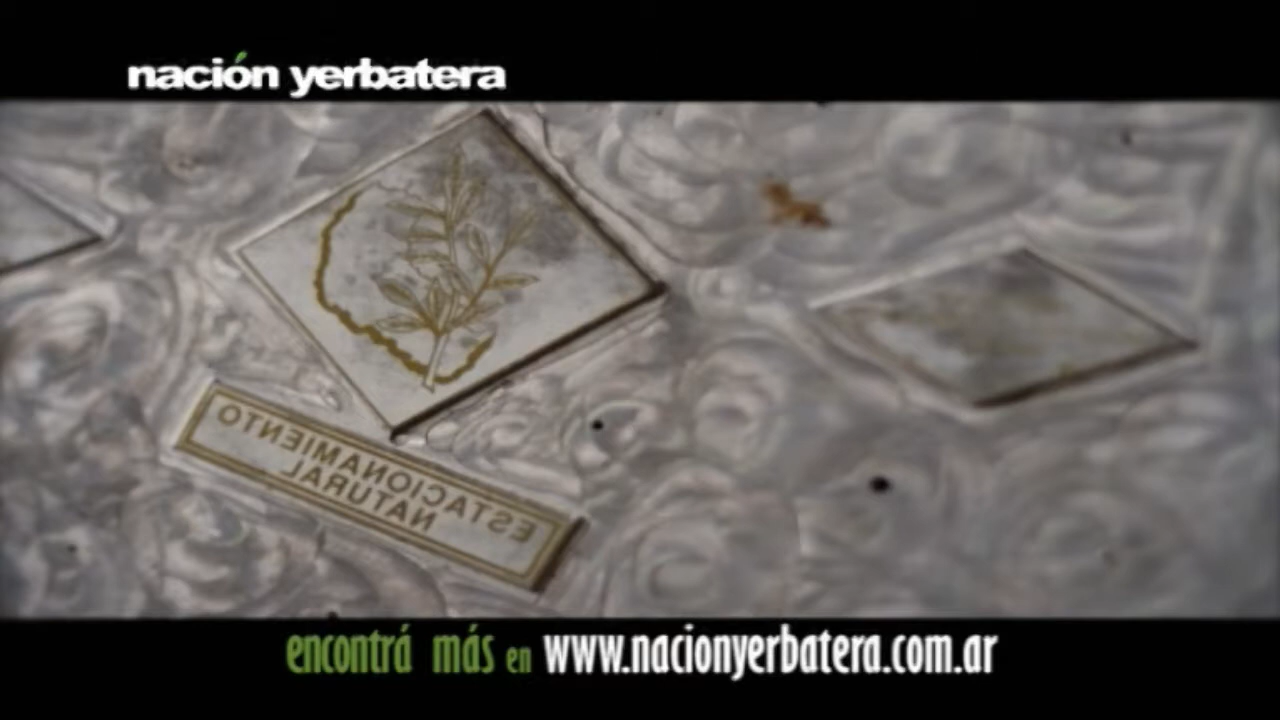 nación yerbatera
ESTACIONAMIENTO
NATURAL
encontrá más en www.nacionyerbatera.com.ar